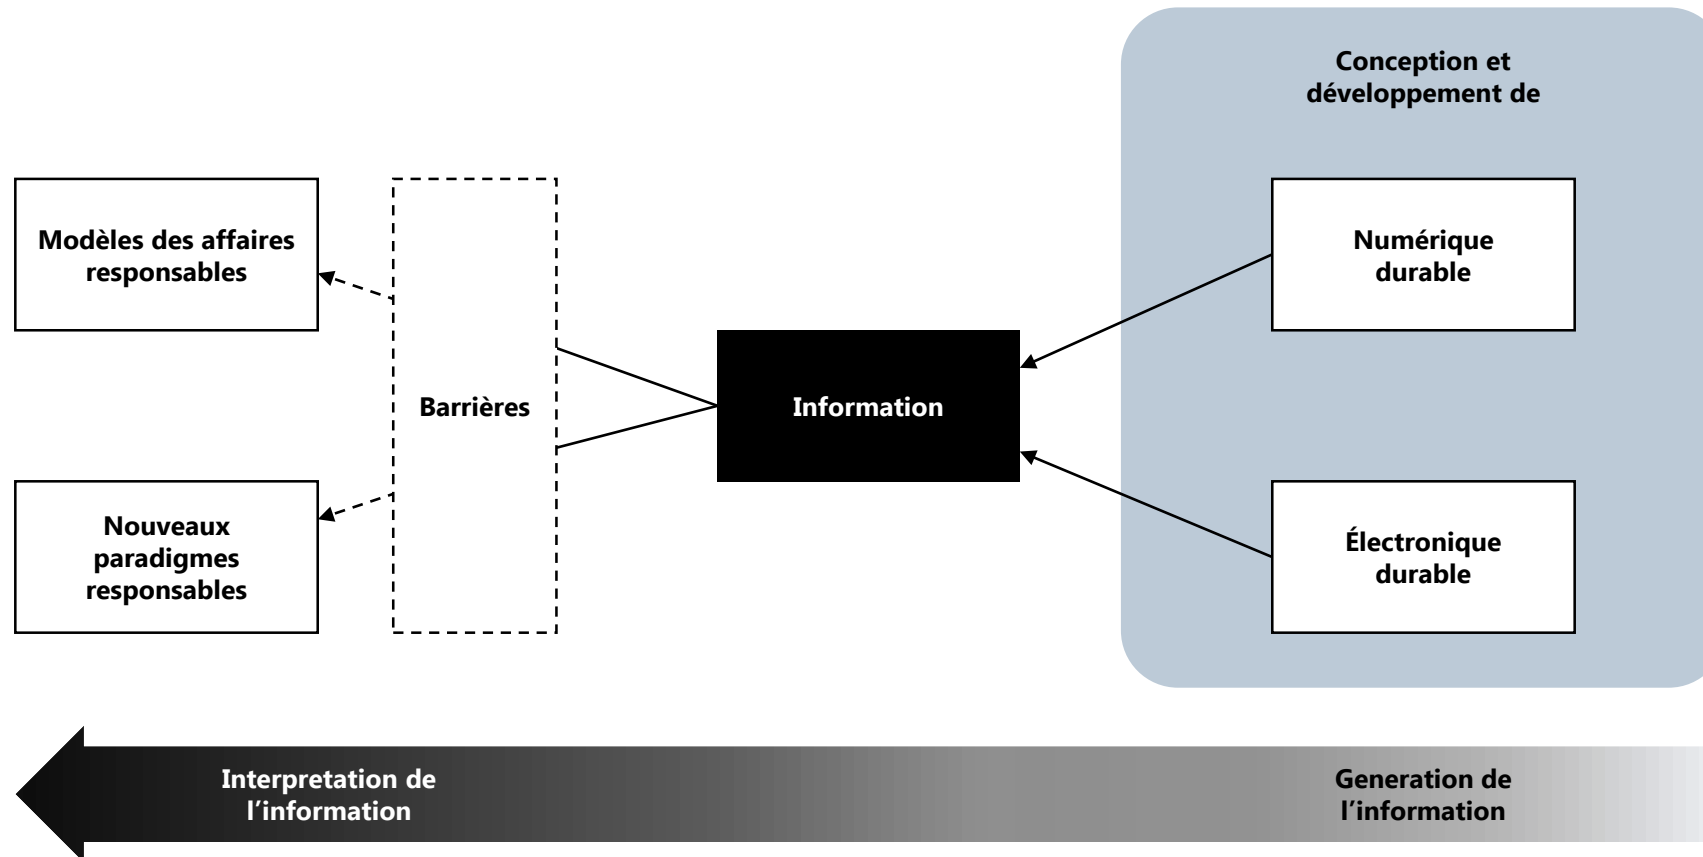 Conception et
développement de
Modèles des affaires
responsables
Numérique
durable
Barrières
Information
Nouveaux
paradigmes
responsables
Électronique
durable
Interpretation de
l’information
Generation de
l’information